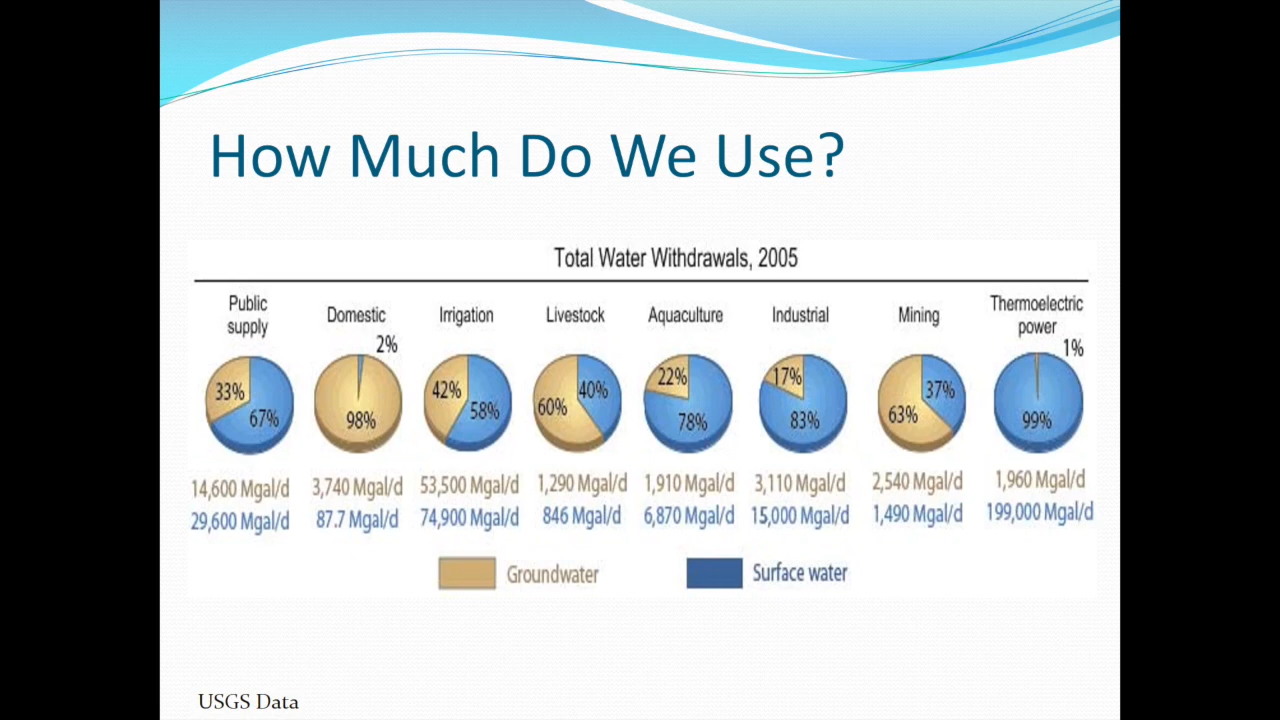 How Much Do We Use?
Total Water Withdrawals, 2005
Public supply
Domestic
Irrigation
Livestock
Aquaculture
Industrial
Mining
Thermoelectric power
33%
67%
2%
98%
42%
58%
60%
40%
22%
78%
17%
83%
63%
37%
1%
99%
14,600 Mgal/d 3,740 Mgal/d 53,500 Mgal/d 1,290 Mgal/d 1,910 Mgal/d 3,110 Mgal/d 2,540 Mgal/d 1,960 Mgal/d
29,600 Mgal/d 87.7 Mgal/d 74,900 Mgal/d 846 Mgal/d 6,870 Mgal/d 15,000 Mgal/d 1,490 Mgal/d 199,000 Mgal/d
Groundwater
Surface water
USGS Data